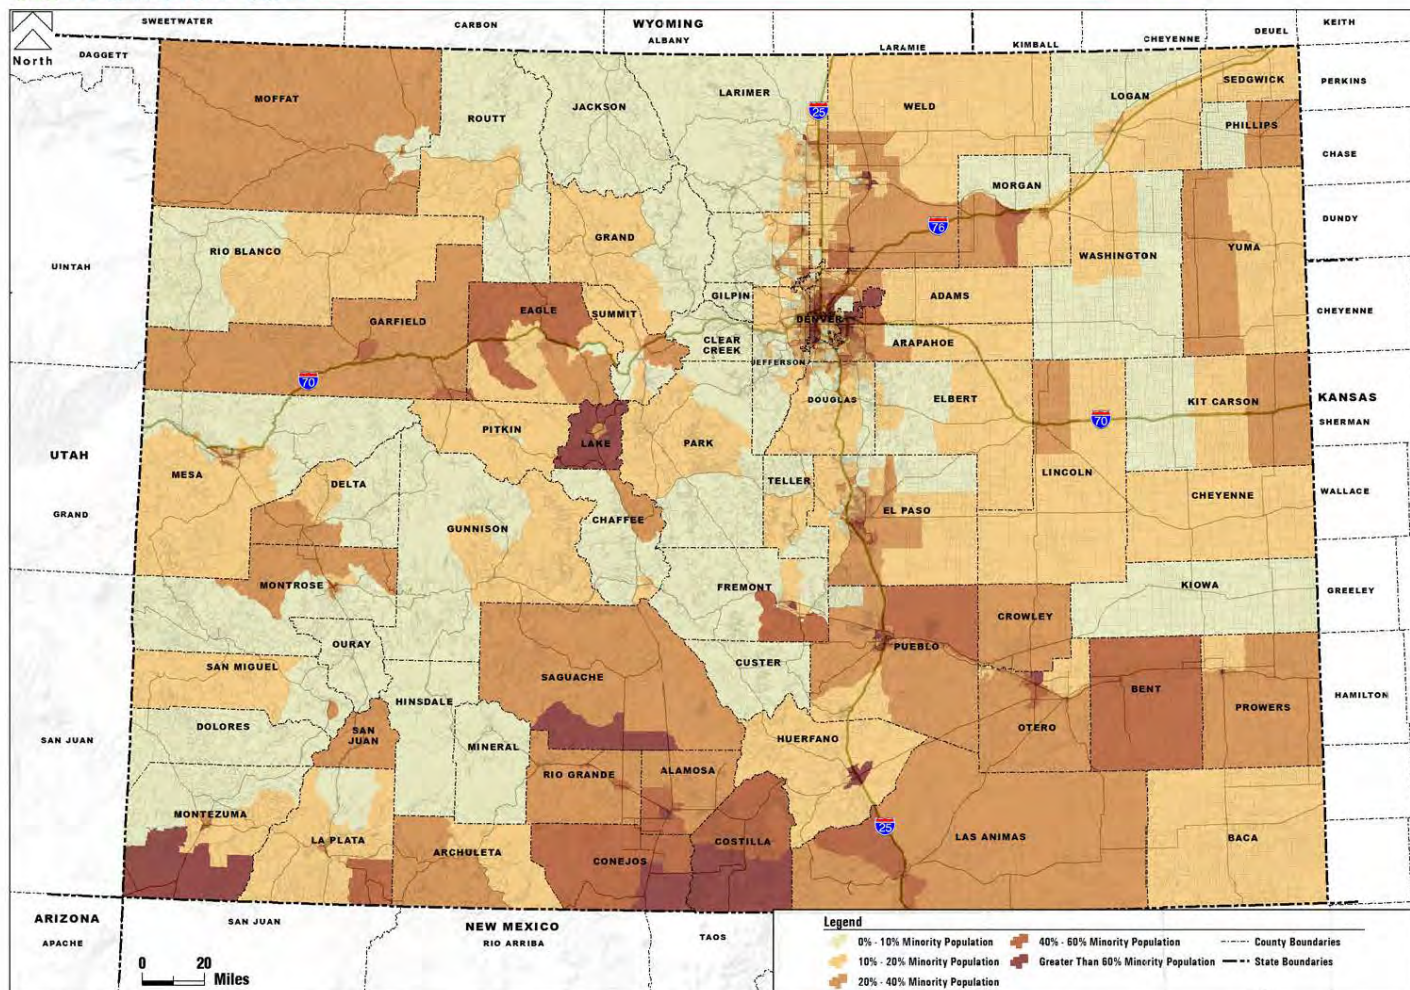 SWEETWATER
CARBON
WYOMING
ALBANY
LARAMIE
KIMBALL
CHEYENNE
DEUEL
KEITH
North
DAGGETT
PERKINS
CHASE
DUNDY
CHEYENNE
KANSAS
SHERMAN
WALLACE
GREELEY
HAMILTON
UINTAH
UTAH
GRAND
SAN JUAN
ARIZONA
APACHE
SAN JUAN
NEW MEXICO
RIO ARRIBA
TAOS
MOFFAT
ROUTT
JACKSON
LARIMER
25
WELD
LOGAN
SEDGWICK
PHILLIPS
MORGAN
76
RIO BLANCO
GRAND
WASHINGTON
YUMA
GARFIELD
EAGLE
SUMMIT
GILPIN
CLEAR
CREEK
DENVER
ADAMS
ARAPAHOE
JEFFERSON
70
PITKIN
LAKE
PARK
DOUGLAS
ELBERT
70
KIT CARSON
MESA
DELTA
TELLER
LINCOLN
CHEYENNE
GUNNISON
CHAFFEE
EL PASO
MONTROSE
FREMONT
KIOWA
OURAY
CROWLEY
SAN MIGUEL
SAGUACHE
CUSTER
PUEBLO
BENT
PROWERS
HINSDALE
DOLORES
SAN
JUAN
MINERAL
OTERO
HUERFANO
RIO GRANDE
ALAMOSA
MONTEZUMA
LA PLATA
ARCHULETA
CONEJOS
COSTILLA
25
LAS ANIMAS
BACA
0 20
Miles
Legend
0% - 10% Minority Population
10% - 20% Minority Population
20% - 40% Minority Population
40% - 60% Minority Population
Greater Than 60% Minority Population
County Boundaries
State Boundaries